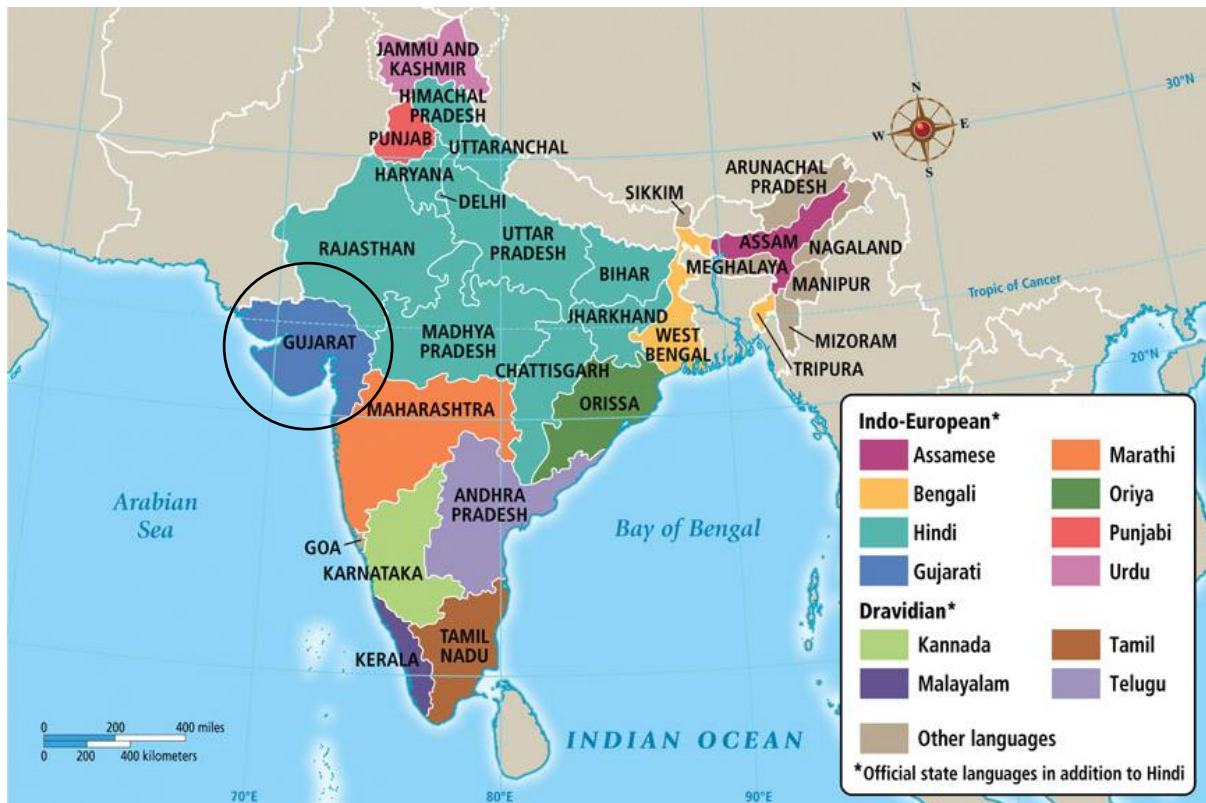 JAMMU AND
KASHMIR
HIMACHAL
PRADESH
PUNJAB
UTTARANCHAL
HARYANA
DELHI
30°N
N
W
E
S
ARUNACHAL
PRADESH
SIKKIM
RAJASTHAN
UTTAR
PRADESH
ASSAM
NAGALAND
BIHAR
MEGHALAYA
MANIPUR
Tropic of Cancer
GUJARAT
MADHYA
PRADESH
JHARKHAND
WEST
BENGAL
MIZORAM
TRIPURA
20°N
CHATTISGARH
MAHARASHTRA
ORISSA
Arabian
Sea
ANDHRA
PRADESH
Bay of Bengal
GOA
KARNATAKA
KERALA
TAMIL
NADU
INDIAN OCEAN
0 200 400 miles
0 200 400 kilometers
70°E
80°E
90°E
Indo-European*
Assamese
Bengali
Hindi
Gujarati
Marathi
Oriya
Punjabi
Urdu
Dravidian*
Kannada
Malayalam
Tamil
Telugu
Other languages
*Official state languages in addition to Hindi